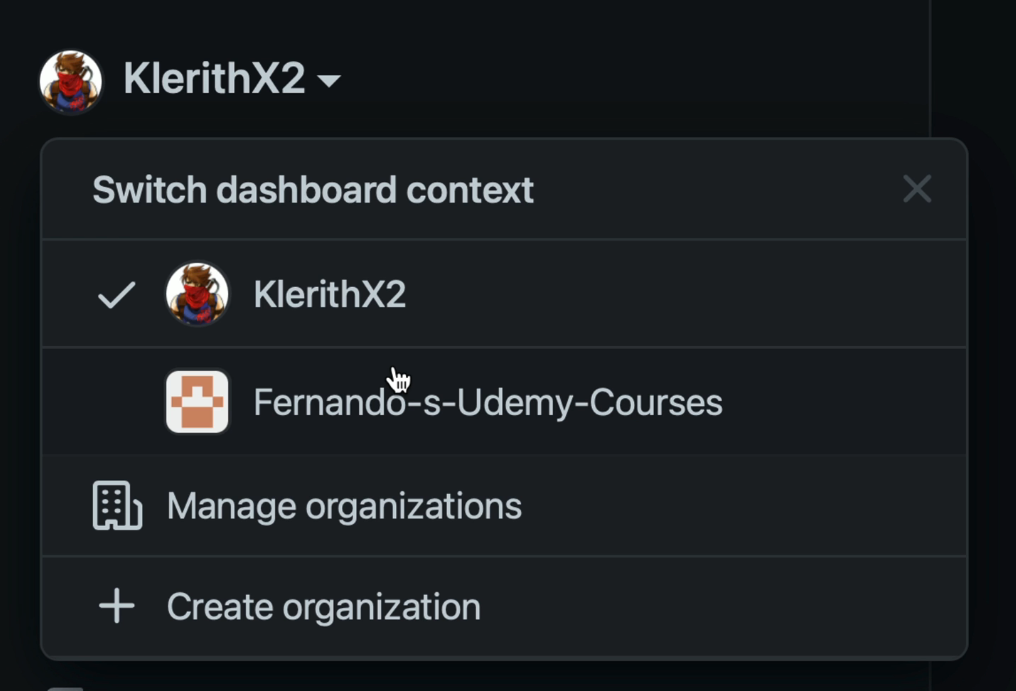 KlerithX2
Switch dashboard context
KlerithX2
Fernando-s-Udemy-Courses
Manage organizations
Create organization